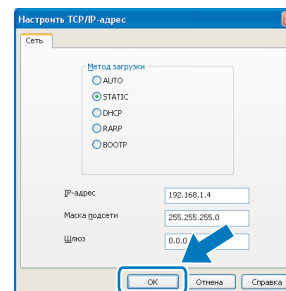 Настроить TCP/IP-адрес
Сеть
Метод загрузки
AUTO
STATIC
DHCP
RARP
BOOTP
IP-адрес 192.168.1.4
Маска подсети 255.255.255.0
Шлюз 0.0.0
OK Отмена Справка